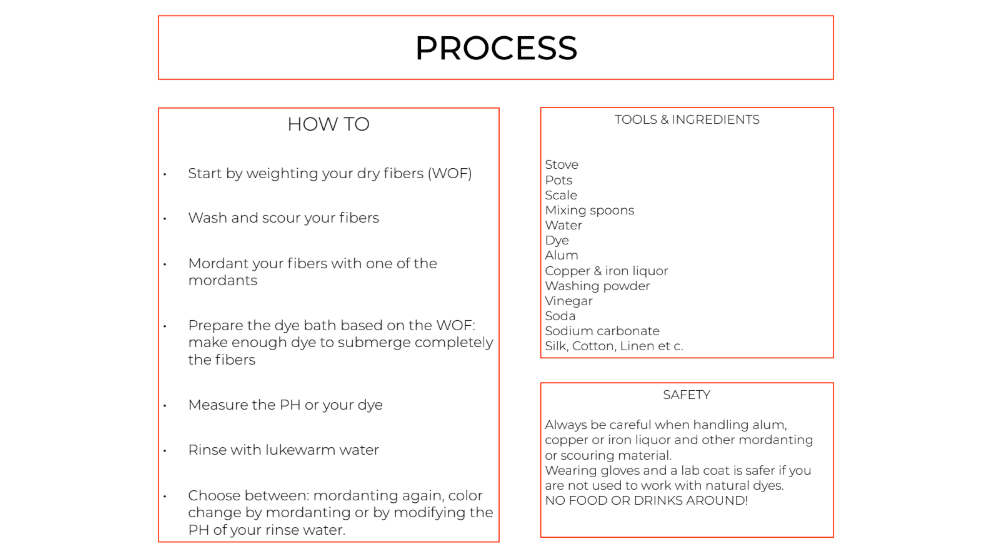 PROCESS
HOW TO
• Start by weighting your dry fibers (WOF)
• Wash and scour your fibers
• Mordant your fibers with one of the
mordants
• Prepare the dye bath based on the WOF:
make enough dye to submerge completely
the fibers
• Measure the PH or your dye
• Rinse with lukewarm water
• Choose between: mordanting again, color
change by mordanting or by modifying the
PH of your rinse water.
TOOLS & INGREDIENTS
Stove
Pots
Scale
Mixing spoons
Water
Dye
Alum
Copper & iron liquor
Washing powder
Vinegar
Soda
Sodium carbonate
Silk, Cotton, Linen et c.
SAFETY
Always be careful when handling alum,
copper or iron liquor and other mordanting
or scouring material.
Wearing gloves and a lab coat is safer if you
are not used to work with natural dyes.
NO FOOD OR DRINKS AROUND!